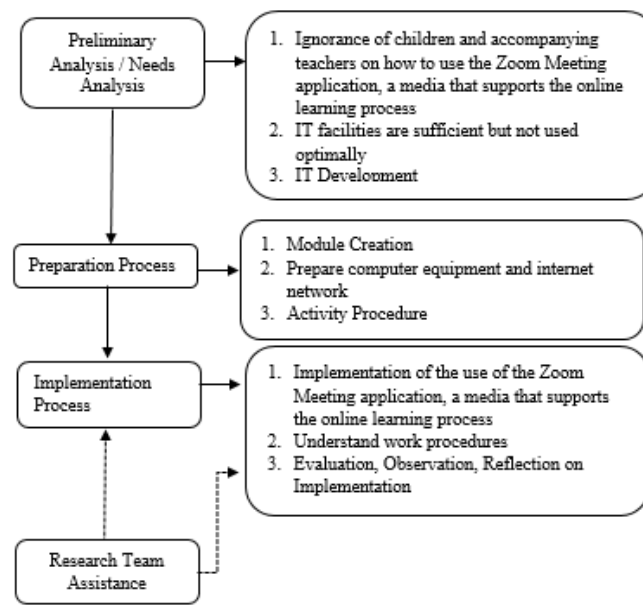 Preliminary
Analysis / Needs
Analysis
1. Ignorance of children and accompanying
teachers on how to use the Zoom Meeting
application, a media that supports the online
learning process
2. IT facilities are sufficient but not used
optimally
3. IT Development
Preparation Process
1. Module Creation
2. Prepare computer equipment and internet
network
3. Activity Procedure
Implementation
Process
1. Implementation of the use of the Zoom
Meeting application, a media that supports
the online learning process
2. Understand work procedures
3. Evaluation, Observation, Reflection on
Implementation
Research Team
Assistance